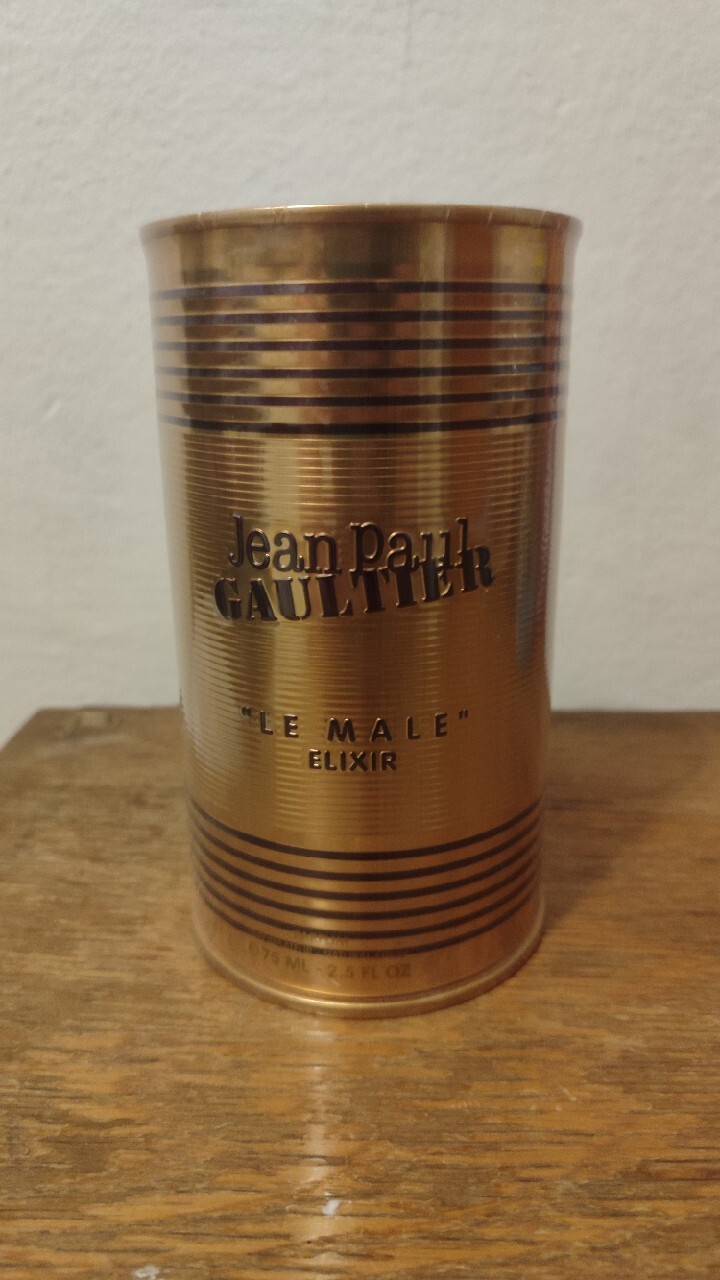 Jean Paul
GAULTIER
"LE MALE"
ELIXIR
75 ML - 2.5 FL OZ